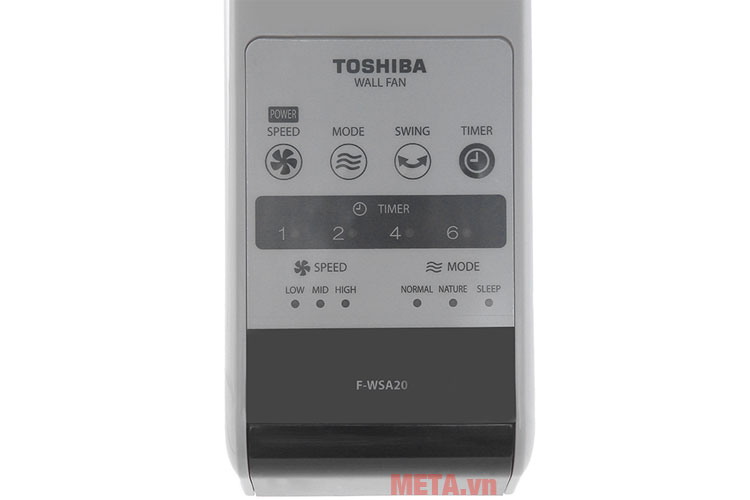 TOSHIBA
WALL FAN
POWER
SPEED MODE SWING TIMER
TIMER
1 2 4 6
SPEED MODE
LOW MID HIGH NORMAL NATURE SLEEP
F-WSA20
META.vn